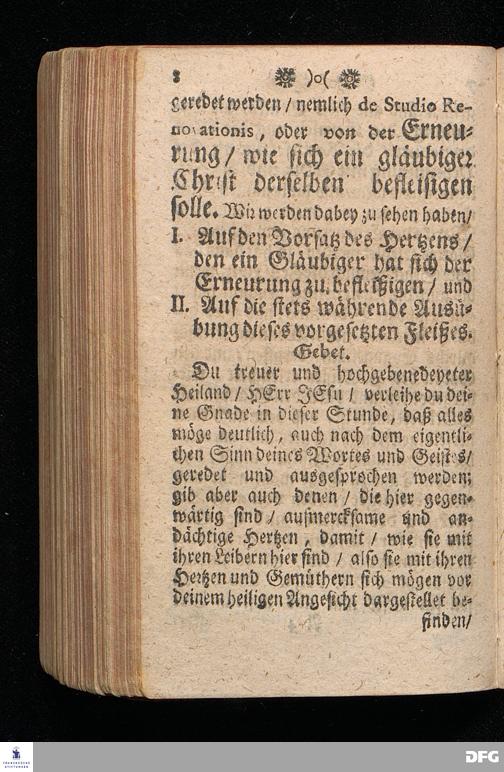 8 )o(
geredet werden / nemlich de Studio Re-
novationis, oder von der Erneu-
rung / wie sich ein gläubiger
Christ derselben befleisigen
solle. Wir werden dabey zu sehen haben /
I. Auf den Vorsatz des Hertzens /
den ein Gläubiger hat sich der
Erneurung zu befleißigen / und
II. Auf die stets währende Ausü-
bung dieses vorgesetzten Fleißes.
Gebet.
Du treuer und hochgebenedeyeter
Heiland / HErr JEsu / verleihe du dei-
ne Gnade in dieser Stunde, daß alles
möge deutlich, auch nach dem eigentli-
chen Sinn deines Wortes und Geistes /
geredet und ausgesprochen werden;
gib aber auch denen / die hier gegen-
wärtig sind / aufmercksame und an-
dächtige Hertzen, damit / wie sie mit
ihren Leibern hier sind / also sie mit ihren
Hertzen und Gemüthern sich mögen vor
deinem heiligen Angesicht dargestellet be-
finden /
FRANCKESCHE STIFTUNGEN
DFG